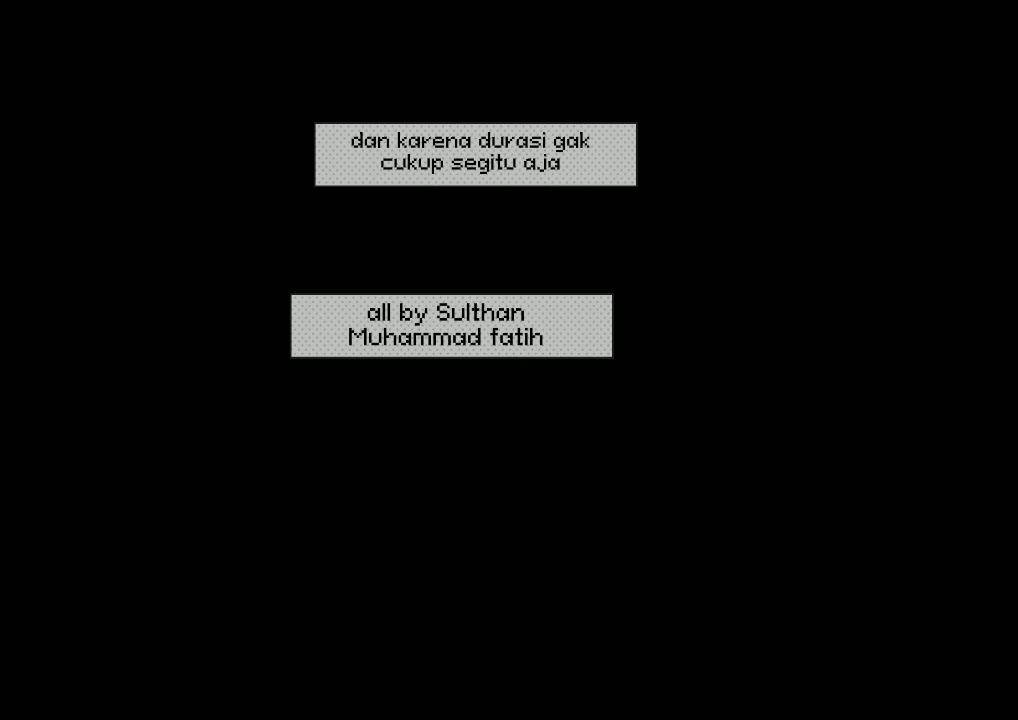 dan karena durasi gak
cukup segitu aja
all by Sulthan
Muhammad fatih